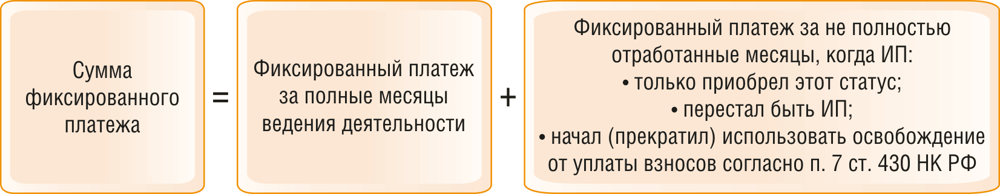 Сумма
фиксированного
платежа
=
Фиксированный платеж
за полные месяцы
ведения деятельности
+
Фиксированный платеж за не полностью
отработанные месяцы, когда ИП:
• только приобрел этот статус;
• перестал быть ИП;
• начал (прекратил) использовать освобождение
от уплаты взносов согласно п. 7 ст. 430 НК РФ